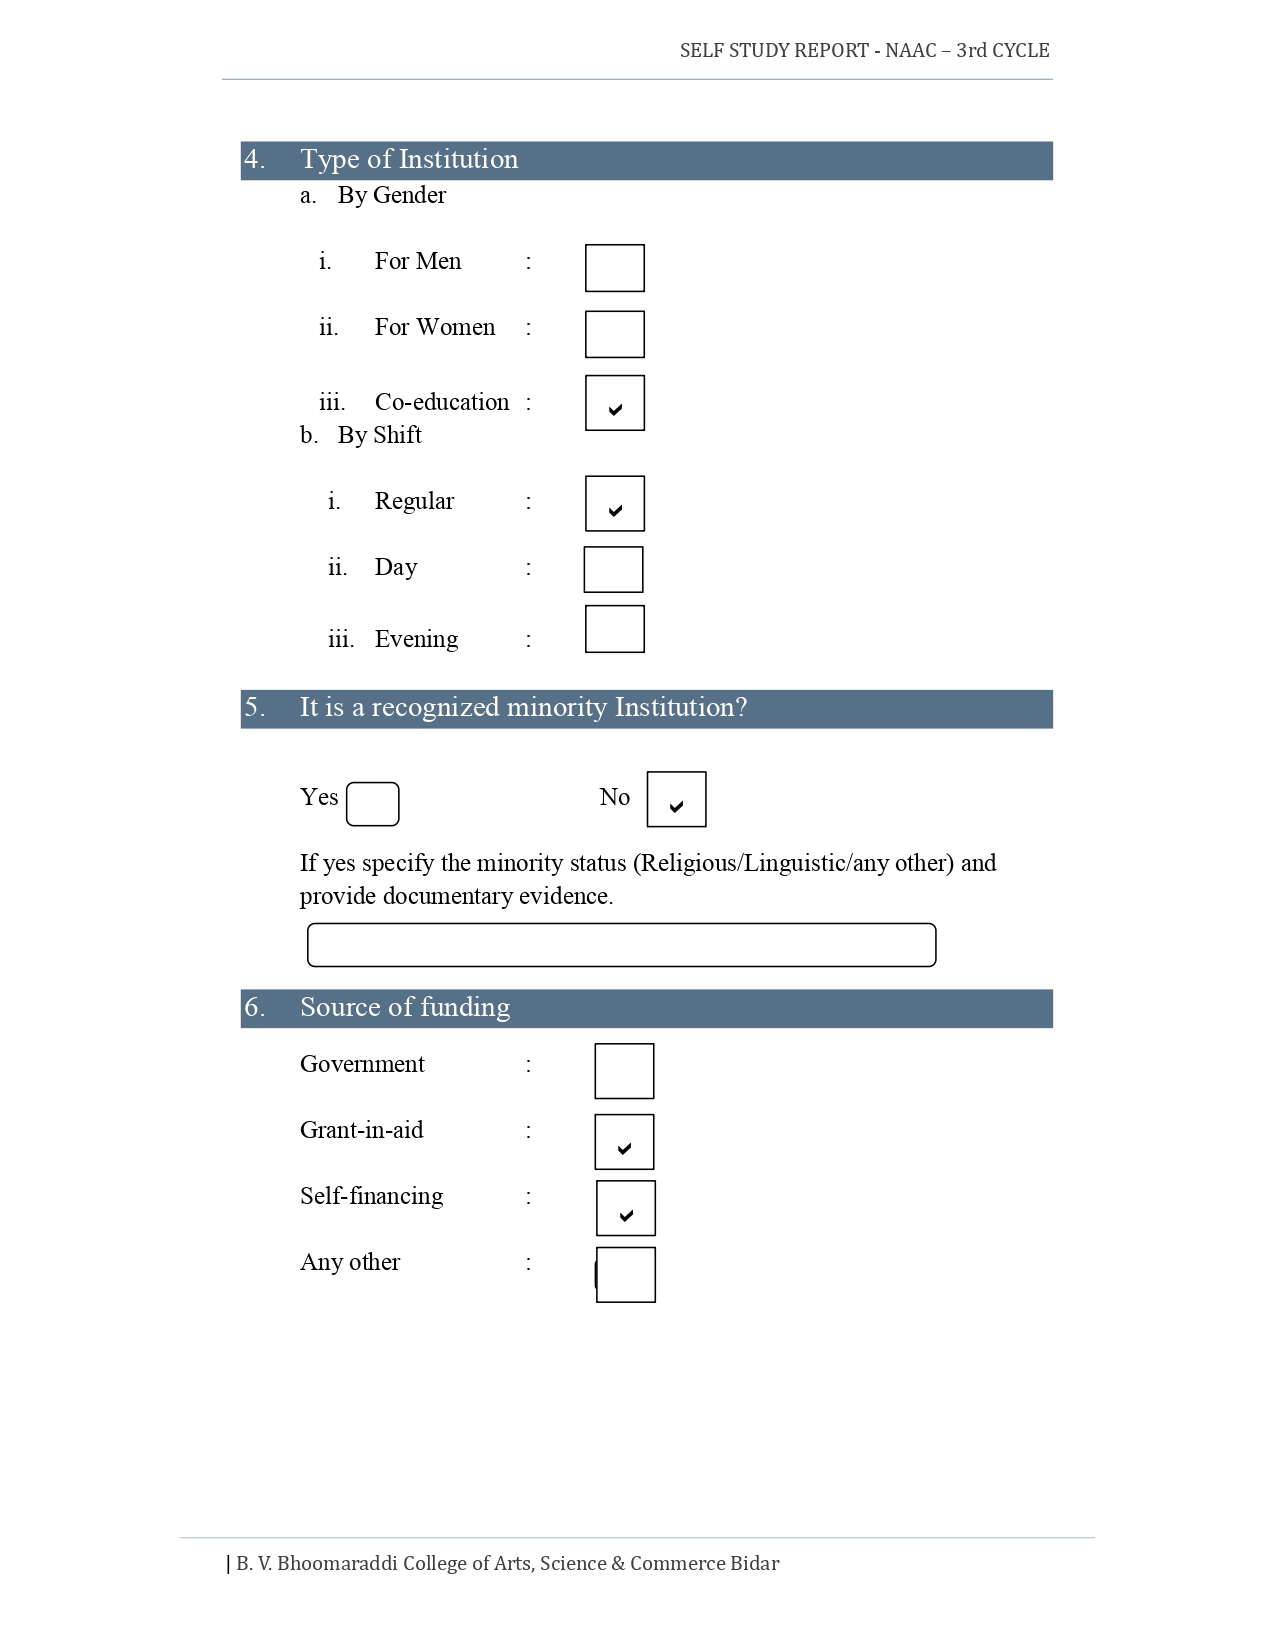 SELF STUDY REPORT - NAAC – 3rd CYCLE
4. Type of Institution
a. By Gender
i. For Men :
ii. For Women :
iii. Co-education : ✔
b. By Shift
i. Regular : ✔
ii. Day :
iii. Evening :
5. It is a recognized minority Institution?
Yes No ✔
If yes specify the minority status (Religious/Linguistic/any other) and
provide documentary evidence.
6. Source of funding
Government :
Grant-in-aid : ✔
Self-financing : ✔
Any other :
| B. V. Bhoomaraddi College of Arts, Science & Commerce Bidar